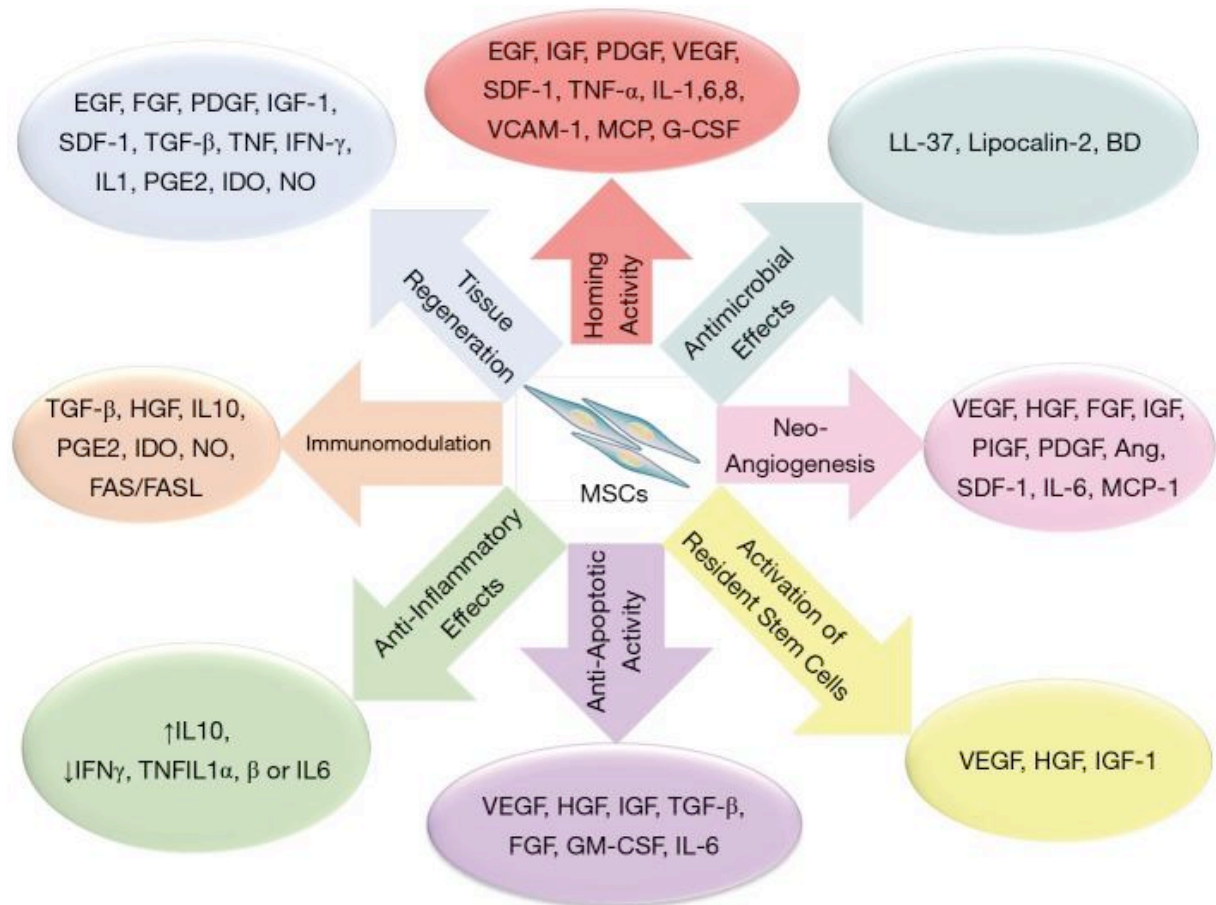 EGF, IGF, PDGF, VEGF,
SDF-1, TNF-α, IL-1,6,8,
VCAM-1, MCP, G-CSF
EGF, FGF, PDGF, IGF-1,
SDF-1, TGF-β, TNF, IFN-γ,
IL1, PGE2, IDO, NO
LL-37, Lipocalin-2, BD
Tissue
Regeneration
Homing
Activity
Antimicrobial
Effects
TGF-β, HGF, IL10,
PGE2, IDO, NO,
FAS/FASL
Immunomodulation
MSCs
Neo-
Angiogenesis
VEGF, HGF, FGF, IGF,
PIGF, PDGF, Ang,
SDF-1, IL-6, MCP-1
Anti-Inflammatory
Effects
Anti-Apoptotic
Activity
Activation of
Resident Stem Cells
↑IL10,
↓IFNγ, TNFIL1α, β or IL6
VEGF, HGF, IGF, TGF-β,
FGF, GM-CSF, IL-6
VEGF, HGF, IGF-1